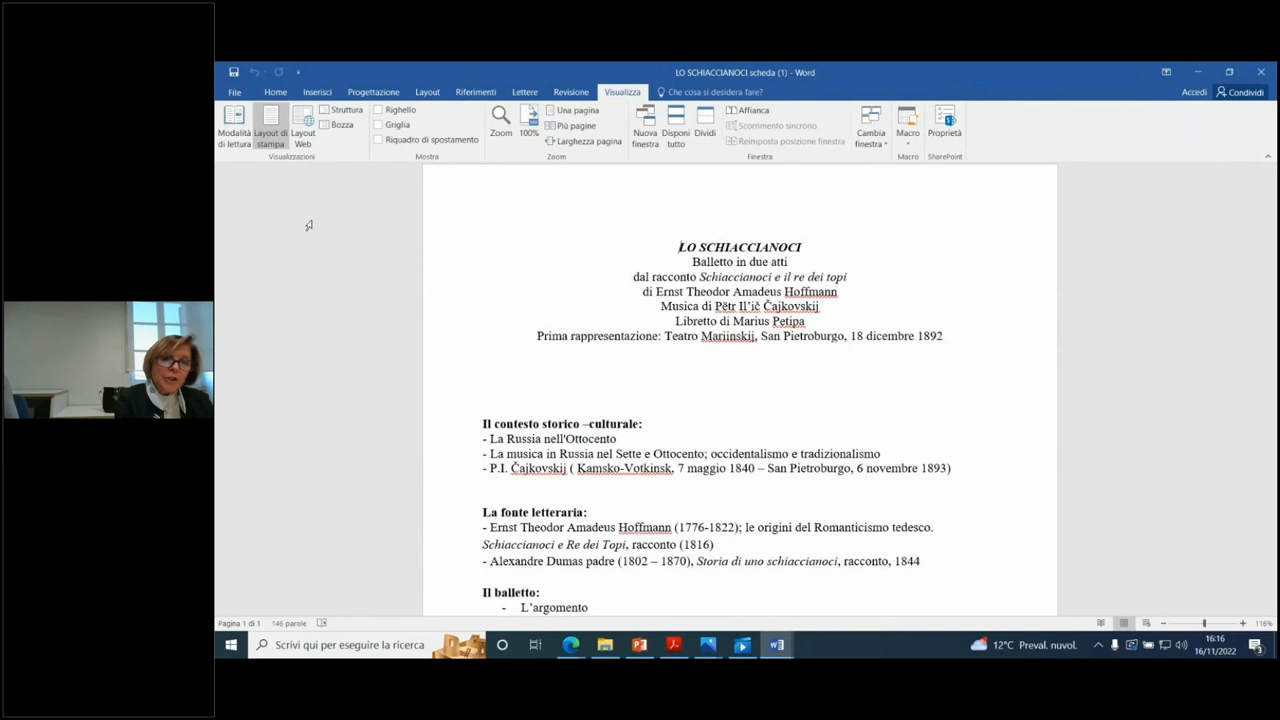 LO SCHIACCIANOCI scheda (1) - Word
File Home Inserisci Progettazione Layout Riferimenti Lettere Revisione Visualizza Che cosa si desidera fare? Accedi Condividi
Modalità di lettura
Layout di stampa
Layout Web
Struttura
Bozza
Visualizzazioni
Righello
Griglia
Riquadro di spostamento
Mostra
Zoom
100%
Una pagina
Più pagine
Larghezza pagina
Zoom
Nuova finestra
Disponi tutto
Dividi
Affianca
Scorrimento sincrono
Reimposta posizione finestra
Finestra
Cambia finestra
Macro
Macro
Proprietà
SharePoint
LO SCHIACCIANOCI
Balletto in due atti
dal racconto Schiaccianoci e il re dei topi
di Ernst Theodor Amadeus Hoffmann
Musica di Pëtr Il'ič Čajkovskij
Libretto di Marius Petipa
Prima rappresentazione: Teatro Mariinskij, San Pietroburgo, 18 dicembre 1892
Il contesto storico –culturale:
- La Russia nell'Ottocento
- La musica in Russia nel Sette e Ottocento; occidentalismo e tradizionalismo
- P.I. Čajkovskij ( Kamsko-Votkinsk, 7 maggio 1840 – San Pietroburgo, 6 novembre 1893)
La fonte letteraria:
- Ernst Theodor Amadeus Hoffmann (1776-1822); le origini del Romanticismo tedesco.
Schiaccianoci e Re dei Topi, racconto (1816)
- Alexandre Dumas padre (1802 – 1870), Storia di uno schiaccianoci, racconto, 1844
Il balletto:
- L'argomento
Pagina 1 di 1 146 parole 116%
Scrivi qui per eseguire la ricerca
12°C Preval. nuvol.
16:16
16/11/2022
3